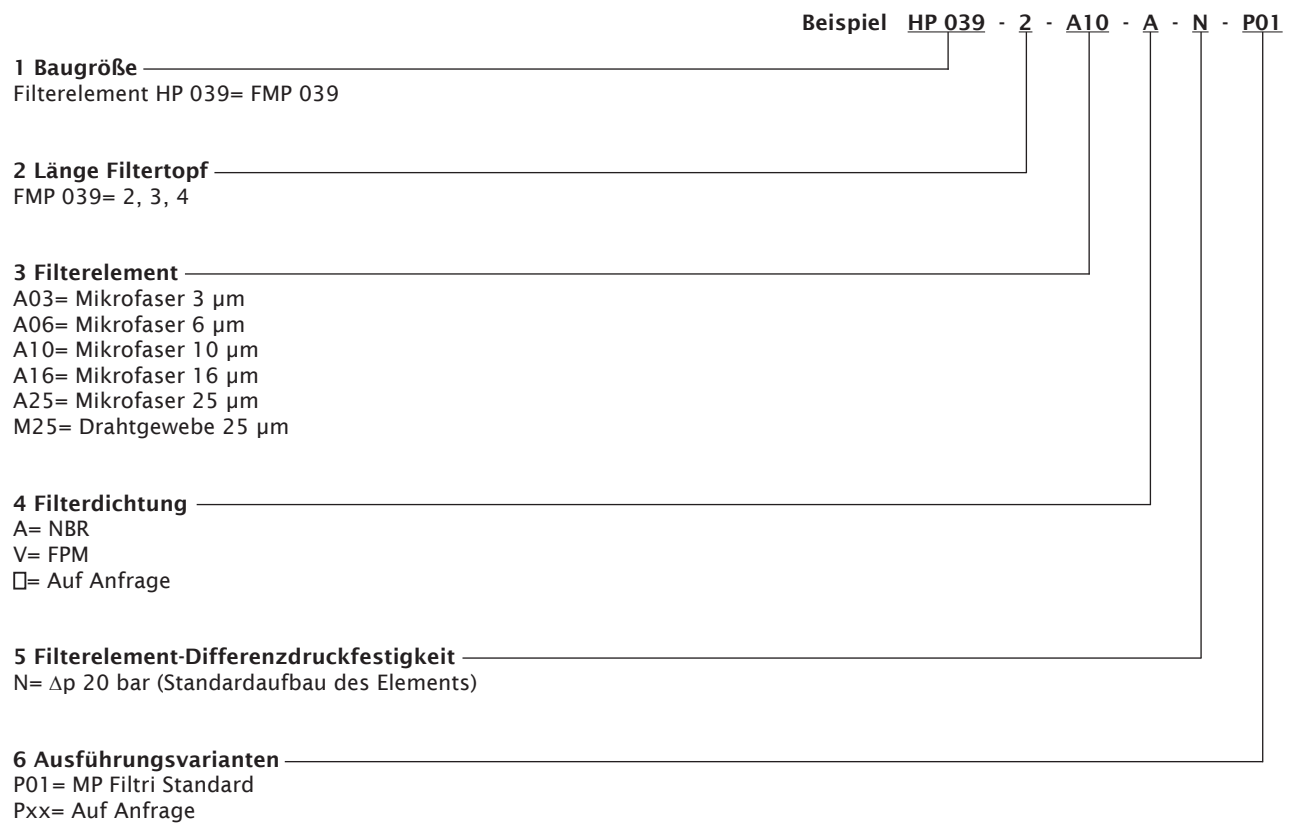 Beispiel HP 039 - 2 - A10 - A - N - P01
1 Baugröße
Filterelement HP 039= FMP 039
2 Länge Filtertopf
FMP 039= 2, 3, 4
3 Filterelement
A03= Mikrofaser 3 µm
A06= Mikrofaser 6 µm
A10= Mikrofaser 10 µm
A16= Mikrofaser 16 µm
A25= Mikrofaser 25 µm
M25= Drahtgewebe 25 µm
4 Filterdichtung
A= NBR
V= FPM
□= Auf Anfrage
5 Filterelement-Differenzdruckfestigkeit
N= Δp 20 bar (Standardaufbau des Elements)
6 Ausführungsvarianten
P01= MP Filtri Standard
Pxx= Auf Anfrage